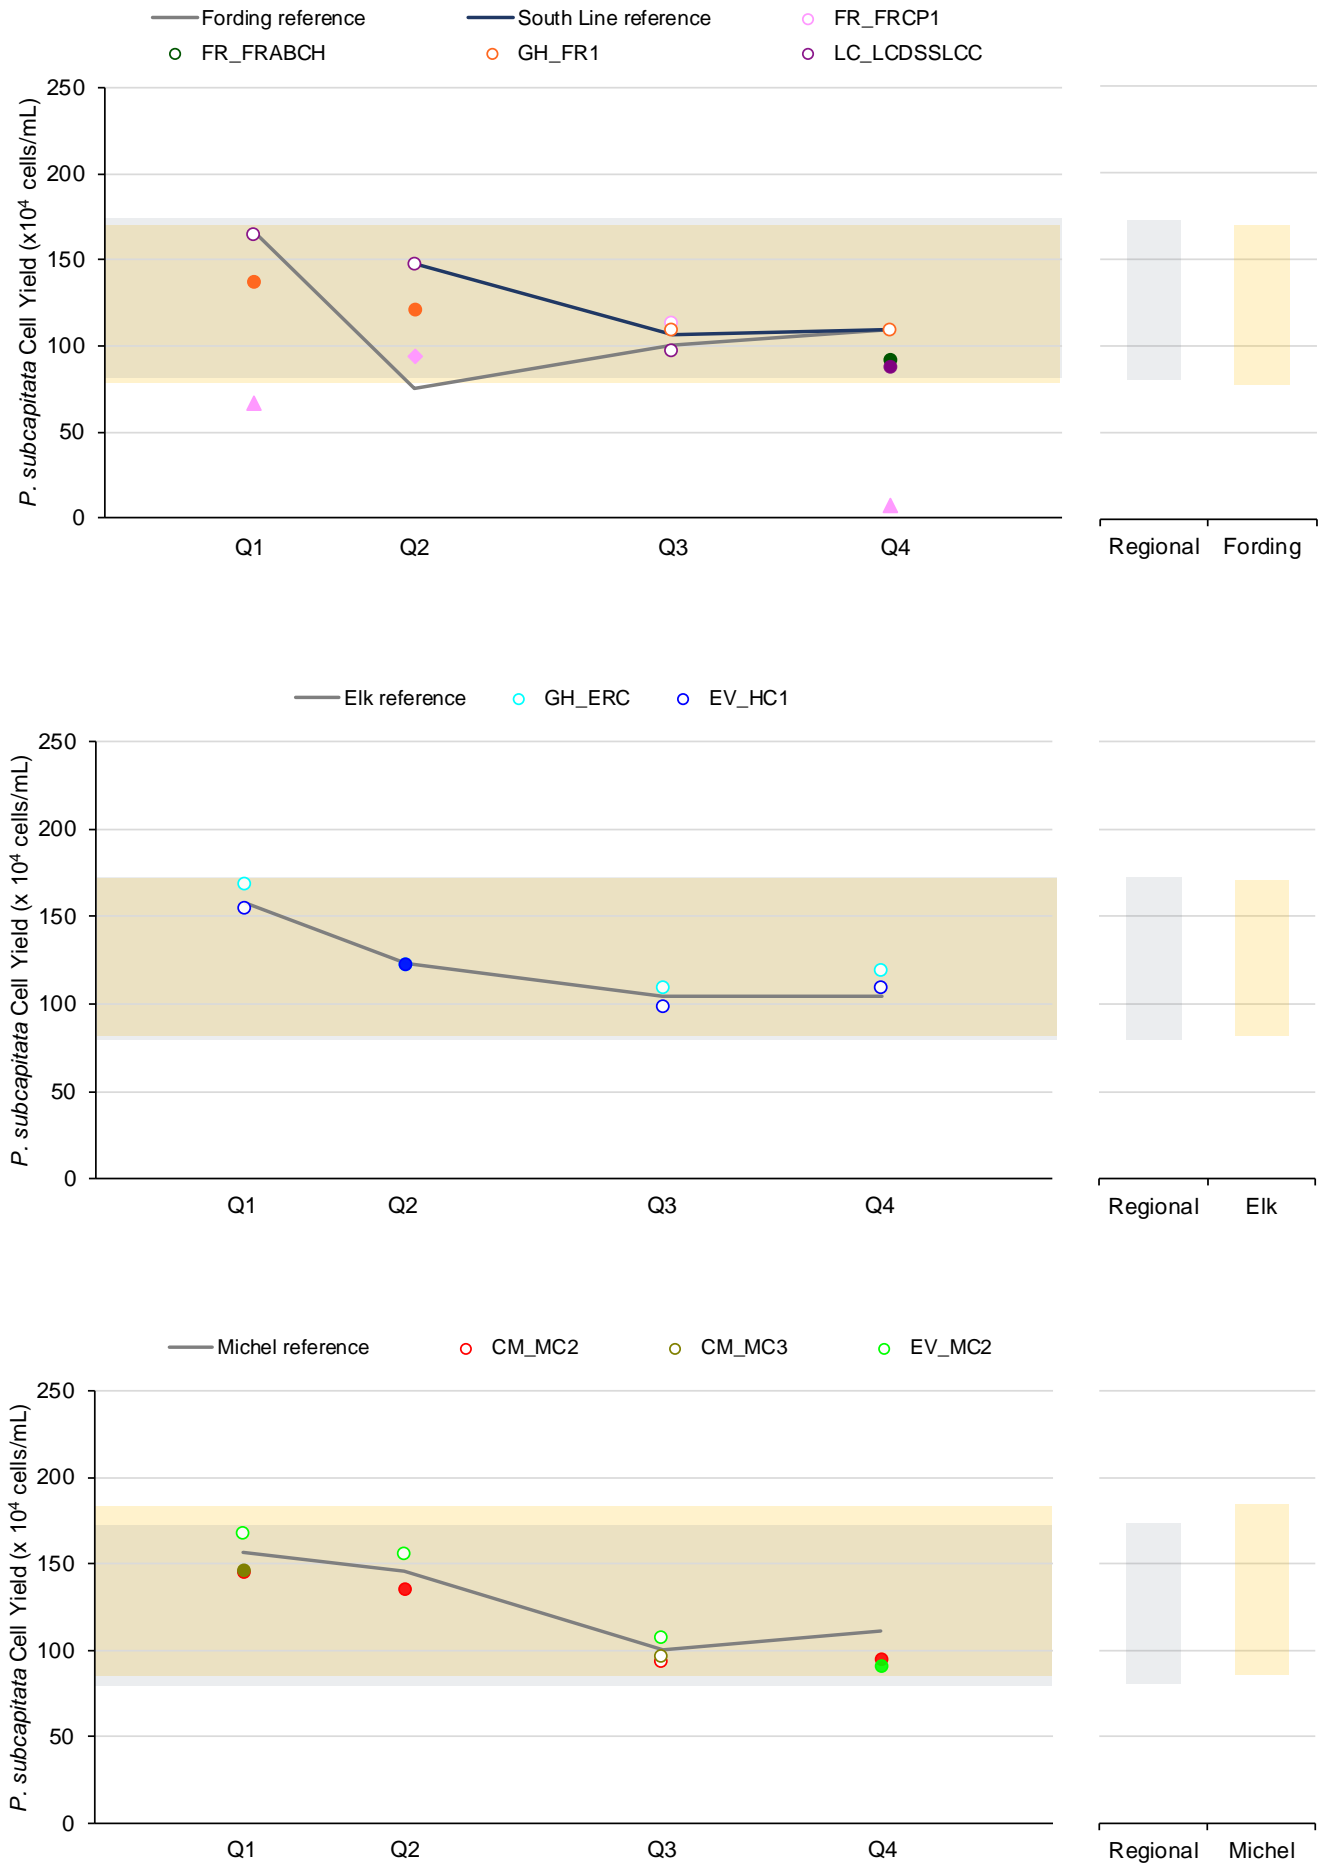 Fording reference South Line reference FR_FRCP1
FR_FRABCH GH_FR1 LC_LCDSSLCC
P. subcapitata Cell Yield (x10⁴ cells/mL)
250
200
150
100
50
0
Q1 Q2 Q3 Q4 Regional Fording
Elk reference GH_ERC EV_HC1
P. subcapitata Cell Yield (x 10⁴ cells/mL)
250
200
150
100
50
0
Q1 Q2 Q3 Q4 Regional Elk
Michel reference CM_MC2 CM_MC3 EV_MC2
P. subcapitata Cell Yield (x 10⁴ cells/mL)
250
200
150
100
50
0
Q1 Q2 Q3 Q4 Regional Michel